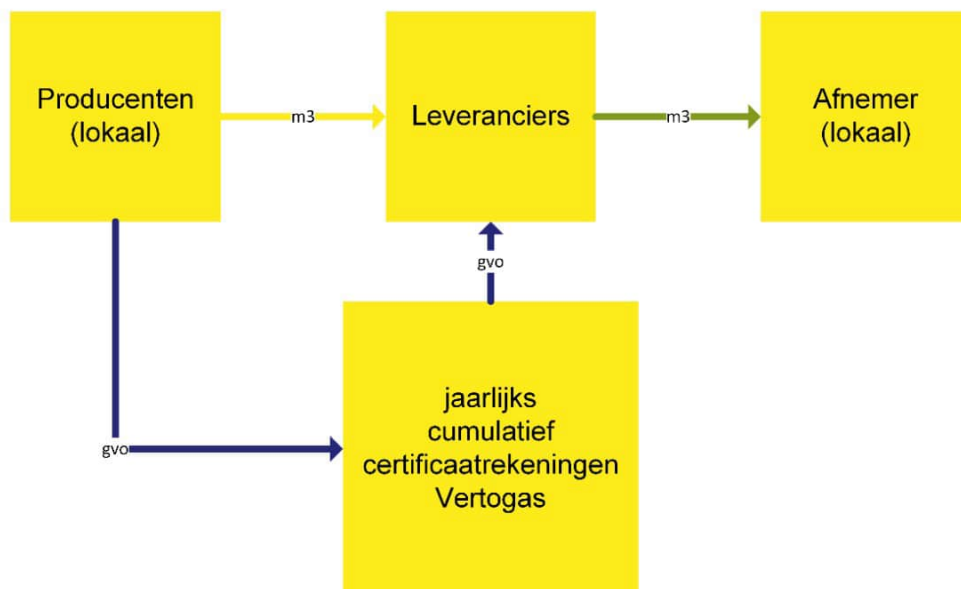 Producenten
(lokaal)
m3
Leveranciers
m3
Afnemer
(lokaal)
gvo
gvo
jaarlijks
cumulatief
certificaatrekeningen
Vertogas